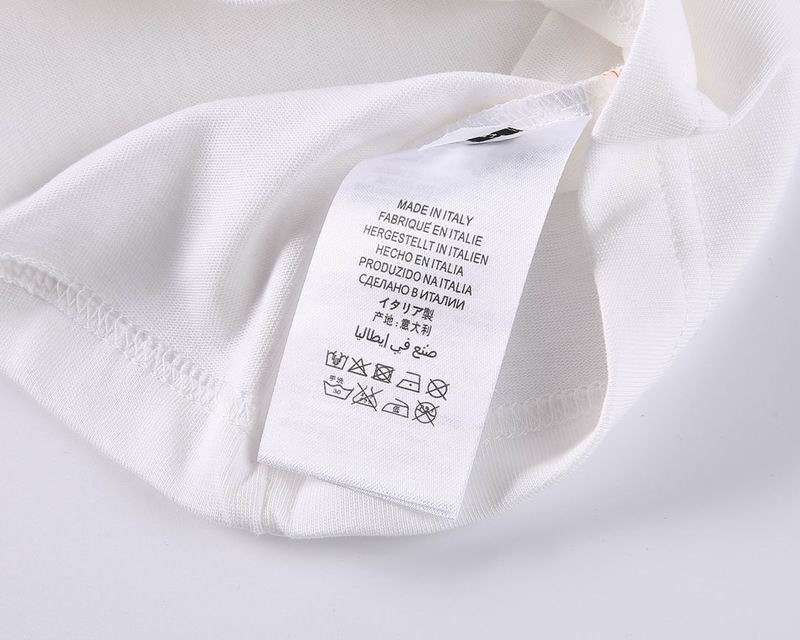 MADE IN ITALY
FABRIQUÉ EN ITALIE
HERGESTELLT IN ITALIEN
HECHO EN ITALIA
PRODUZIDO NA ITALIA
СДЕЛАНО В ИТАЛИИ
イタリア製
产地：意大利
صنع في ايطاليا